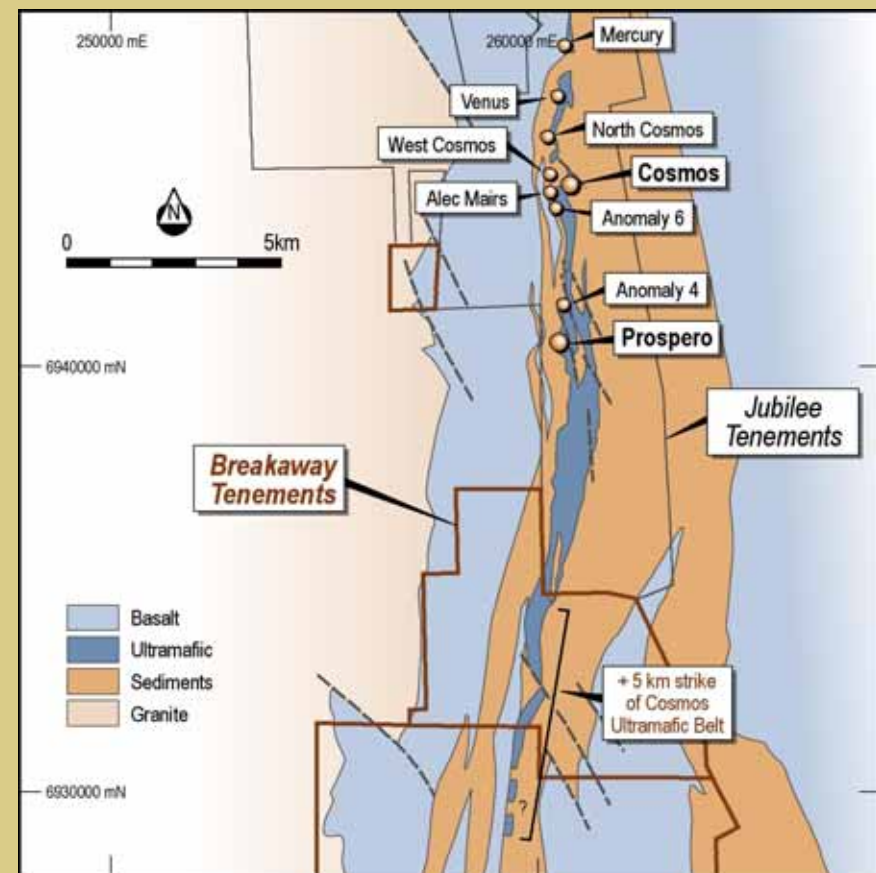 250000 mE
260000 mE
Mercury
Venus
North Cosmos
West Cosmos
Cosmos
Alec Mairs
Anomaly 6
N
0
5km
Anomaly 4
Prospero
6940000 mN
Jubilee
Tenements
Breakaway
Tenements
Basalt
Ultramafiic
Sediments
Granite
+ 5 km strike
of Cosmos
Ultramafic Belt
6930000 mN
?